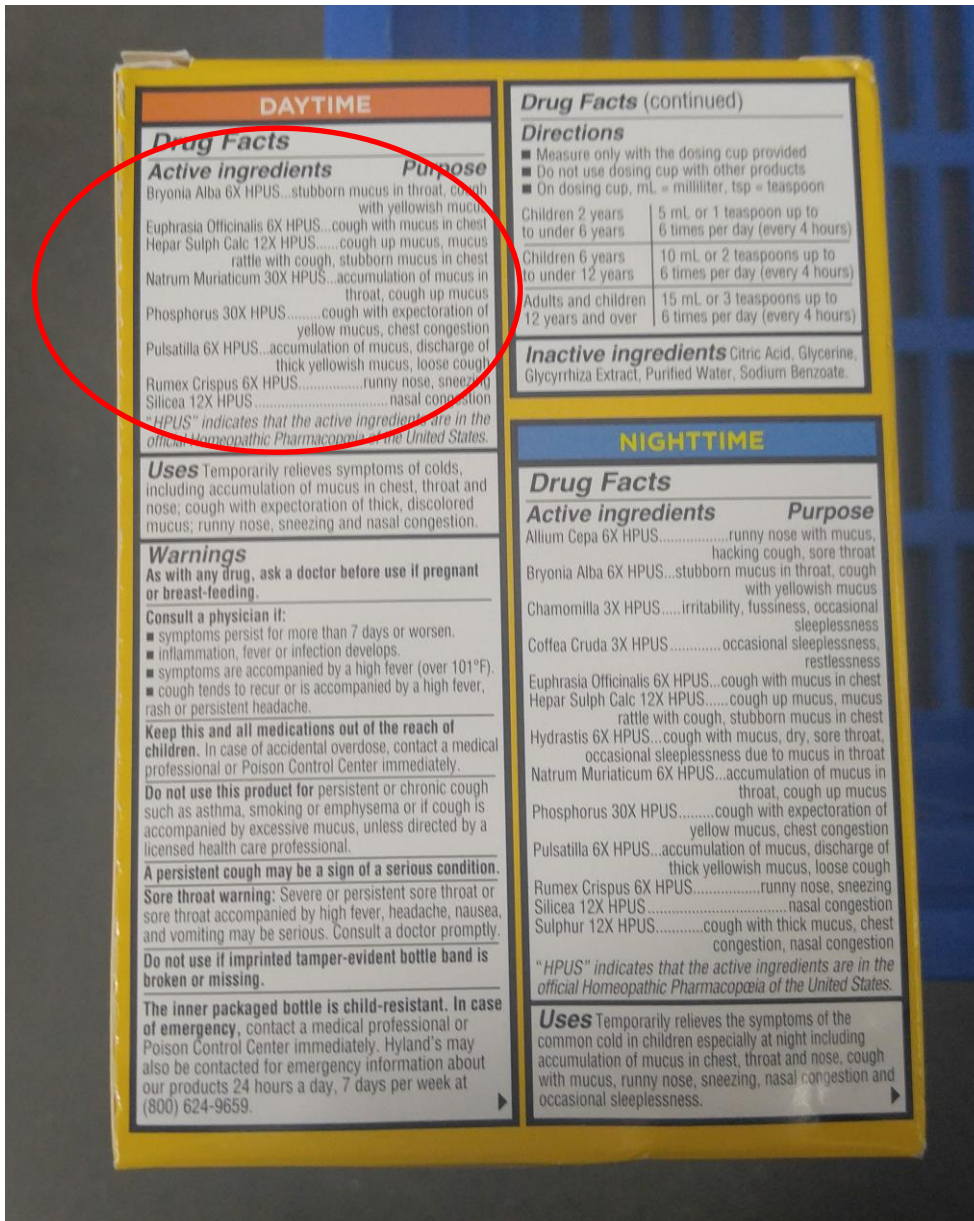 DAYTIME
Drug Facts
Active ingredients Purpose
Bryonia Alba 6X HPUS...stubborn mucus in throat, cough
with yellowish mucus
Euphrasia Officinalis 6X HPUS...cough with mucus in chest
Hepar Sulph Calc 12X HPUS......cough up mucus, mucus
rattle with cough, stubborn mucus in chest
Natrum Muriaticum 30X HPUS...accumulation of mucus in
throat, cough up mucus
Phosphorus 30X HPUS.........cough with expectoration of
yellow mucus, chest congestion
Pulsatilla 6X HPUS...accumulation of mucus, discharge of
thick yellowish mucus, loose cough
Rumex Crispus 6X HPUS.................runny nose, sneezing
Silicea 12X HPUS....................................nasal congestion
"HPUS" indicates that the active ingredients are in the
official Homeopathic Pharmacopœia of the United States.
Uses Temporarily relieves symptoms of colds,
including accumulation of mucus in chest, throat and
nose; cough with expectoration of thick, discolored
mucus; runny nose, sneezing and nasal congestion.
Warnings
As with any drug, ask a doctor before use if pregnant
or breast-feeding.
Consult a physician if:
■ symptoms persist for more than 7 days or worsen.
■ inflammation, fever or infection develops.
■ symptoms are accompanied by a high fever (over 101°F).
■ cough tends to recur or is accompanied by a high fever,
rash or persistent headache.
Keep this and all medications out of the reach of
children. In case of accidental overdose, contact a medical
professional or Poison Control Center immediately.
Do not use this product for persistent or chronic cough
such as asthma, smoking or emphysema or if cough is
accompanied by excessive mucus, unless directed by a
licensed health care professional.
A persistent cough may be a sign of a serious condition.
Sore throat warning: Severe or persistent sore throat or
sore throat accompanied by high fever, headache, nausea,
and vomiting may be serious. Consult a doctor promptly.
Do not use if imprinted tamper-evident bottle band is
broken or missing.
The inner packaged bottle is child-resistant. In case
of emergency, contact a medical professional or
Poison Control Center immediately. Hyland's may
also be contacted for emergency information about
our products 24 hours a day, 7 days per week at
(800) 624-9659.
Drug Facts (continued)
Directions
■ Measure only with the dosing cup provided
■ Do not use dosing cup with other products
■ On dosing cup, mL = milliliter, tsp = teaspoon
Children 2 years 5 mL or 1 teaspoon up to
to under 6 years 6 times per day (every 4 hours)
Children 6 years 10 mL or 2 teaspoons up to
to under 12 years 6 times per day (every 4 hours)
Adults and children 15 mL or 3 teaspoons up to
12 years and over 6 times per day (every 4 hours)
Inactive ingredients Citric Acid, Glycerine,
Glycyrrhiza Extract, Purified Water, Sodium Benzoate.
NIGHTTIME
Drug Facts
Active ingredients Purpose
Allium Cepa 6X HPUS.................runny nose with mucus,
hacking cough, sore throat
Bryonia Alba 6X HPUS...stubborn mucus in throat, cough
with yellowish mucus
Chamomilla 3X HPUS.....irritability, fussiness, occasional
sleeplessness
Coffea Cruda 3X HPUS.............occasional sleeplessness,
restlessness
Euphrasia Officinalis 6X HPUS...cough with mucus in chest
Hepar Sulph Calc 12X HPUS......cough up mucus, mucus
rattle with cough, stubborn mucus in chest
Hydrastis 6X HPUS...cough with mucus, dry, sore throat,
occasional sleeplessness due to mucus in throat
Natrum Muriaticum 6X HPUS...accumulation of mucus in
throat, cough up mucus
Phosphorus 30X HPUS.........cough with expectoration of
yellow mucus, chest congestion
Pulsatilla 6X HPUS...accumulation of mucus, discharge of
thick yellowish mucus, loose cough
Rumex Crispus 6X HPUS.................runny nose, sneezing
Silicea 12X HPUS....................................nasal congestion
Sulphur 12X HPUS............cough with thick mucus, chest
congestion, nasal congestion
"HPUS" indicates that the active ingredients are in the
official Homeopathic Pharmacopœia of the United States.
Uses Temporarily relieves the symptoms of the
common cold in children especially at night including
accumulation of mucus in chest, throat and nose, cough
with mucus, runny nose, sneezing, nasal congestion and
occasional sleeplessness.